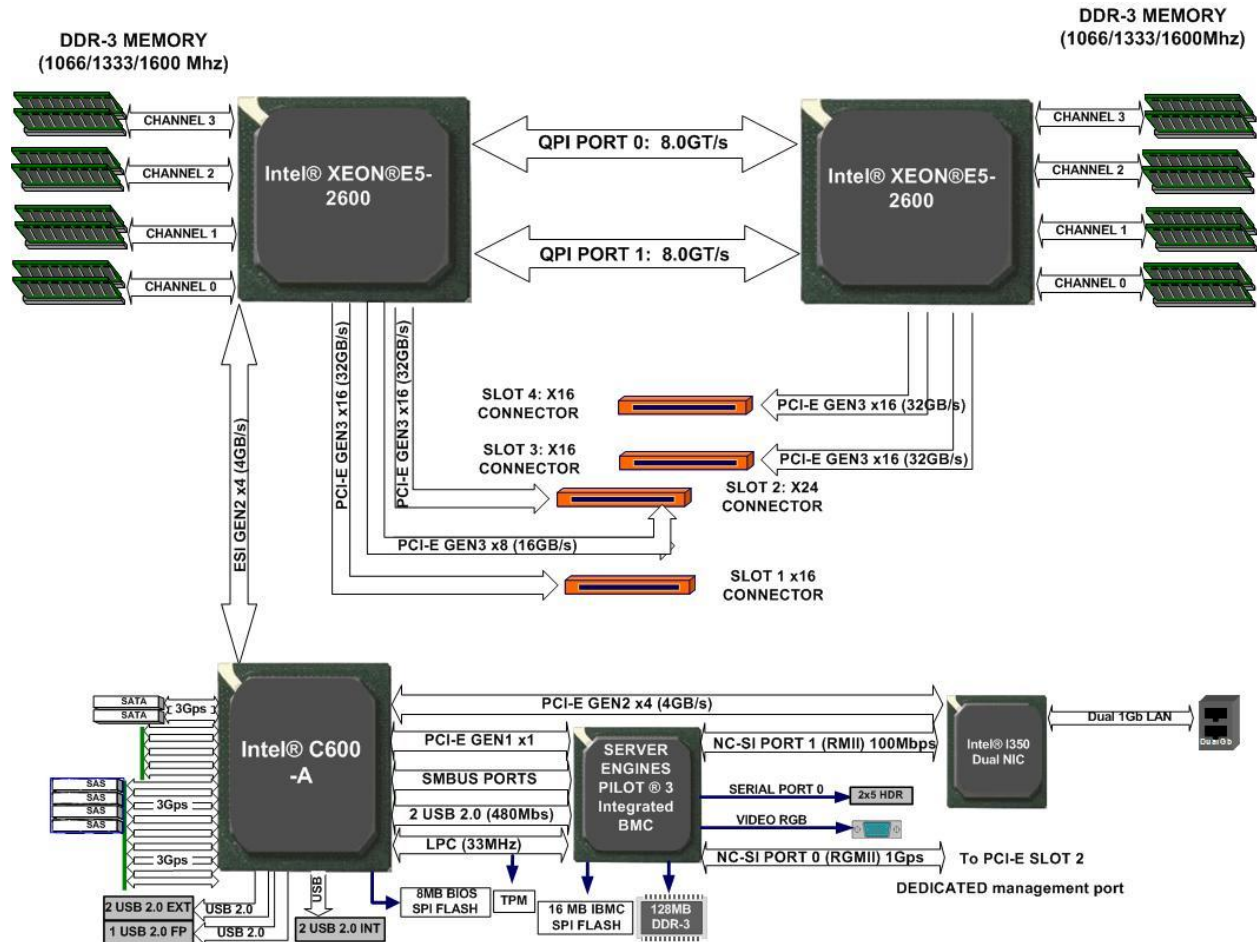 DDR-3 MEMORY
(1066/1333/1600 Mhz)
DDR-3 MEMORY
(1066/1333/1600Mhz)
CHANNEL 3
CHANNEL 2
CHANNEL 1
CHANNEL 0
Intel® XEON®E5-
2600
QPI PORT 0: 8.0GT/s
QPI PORT 1: 8.0GT/s
Intel® XEON®E5-
2600
CHANNEL 3
CHANNEL 2
CHANNEL 1
CHANNEL 0
ESI GEN2 x4 (4GB/s)
PCI-E GEN3 x16 (32GB/s)
PCI-E GEN3 x16 (32GB/s)
SLOT 4: X16
CONNECTOR
PCI-E GEN3 x16 (32GB/s)
SLOT 3: X16
CONNECTOR
PCI-E GEN3 x16 (32GB/s)
SLOT 2: X24
CONNECTOR
PCI-E GEN3 x8 (16GB/s)
SLOT 1 x16
CONNECTOR
SATA
SATA
3Gps
SAS
SAS
SAS
SAS
3Gps
3Gps
Intel® C600
-A
PCI-E GEN2 x4 (4GB/s)
PCI-E GEN1 x1
SMBUS PORTS
2 USB 2.0 (480Mbs)
LPC (33MHz)
SERVER
ENGINES
PILOT ® 3
Integrated
BMC
NC-SI PORT 1 (RMII) 100Mbps
Intel® I350
Dual NIC
Dual 1Gb LAN
DualGb
SERIAL PORT 0
2x5 HDR
VIDEO RGB
NC-SI PORT 0 (RGMII) 1Gps
To PCI-E SLOT 2
DEDICATED management port
2 USB 2.0 EXT
USB 2.0
1 USB 2.0 FP
USB 2.0
USB
2 USB 2.0 INT
8MB BIOS
SPI FLASH
TPM
16 MB IBMC
SPI FLASH
128MB
DDR-3